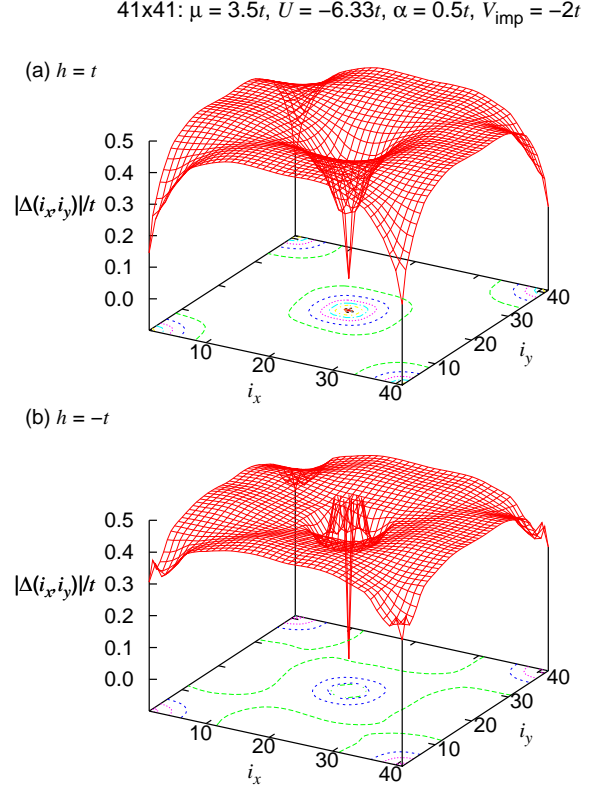 41x41: μ = 3.5t, U = −6.33t, α = 0.5t, V_imp = −2t
(a) h = t
0.5
0.4
|Δ(i_x,i_y)|/t 0.3
0.2
0.1
0.0
10 20 30 40
i_x
10 20 30 40
i_y
(b) h = −t
0.5
0.4
0.3
|Δ(i_x,i_y)|/t
0.2
0.1
0.0
10 20 30 40
i_x
10 20 30 40
i_y